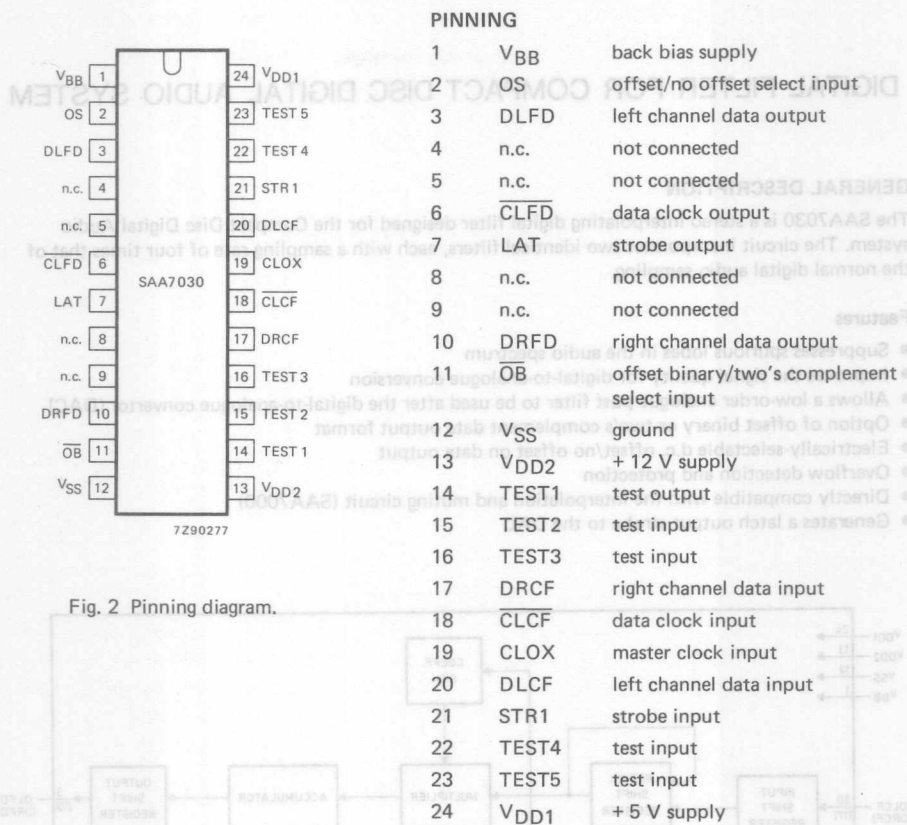 PINNING
V_BB 1
OS 2
DLFD 3
n.c. 4
n.c. 5
C̅L̅F̅D̅ 6
LAT 7
n.c. 8
n.c. 9
DRFD 10
O̅B̅ 11
V_SS 12
SAA7030
24 V_DD1
23 TEST 5
22 TEST 4
21 STR 1
20 DLCF
19 CLOX
18 C̅L̅C̅F̅
17 DRCF
16 TEST 3
15 TEST 2
14 TEST 1
13 V_DD2
7Z90277
Fig. 2 Pinning diagram.
1 V_BB back bias supply
2 OS offset/no offset select input
3 DLFD left channel data output
4 n.c. not connected
5 n.c. not connected
6 C̅L̅F̅D̅ data clock output
7 LAT strobe output
8 n.c. not connected
9 n.c. not connected
10 DRFD right channel data output
11 O̅B̅ offset binary/two's complement
select input
12 V_SS ground
13 V_DD2 + 12 V supply
14 TEST1 test output
15 TEST2 test input
16 TEST3 test input
17 DRCF right channel data input
18 C̅L̅C̅F̅ data clock input
19 CLOX master clock input
20 DLCF left channel data input
21 STR1 strobe input
22 TEST4 test input
23 TEST5 test input
24 V_DD1 + 5 V supply